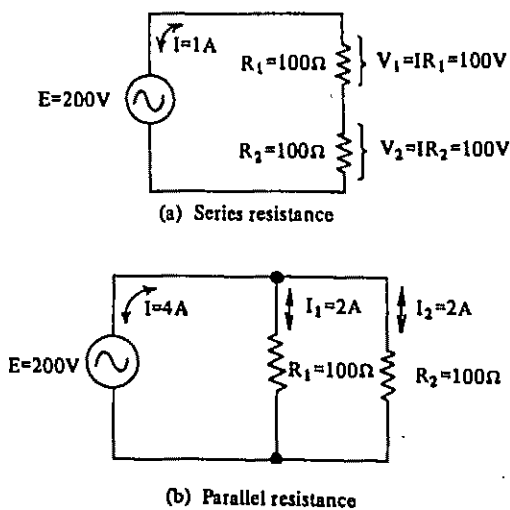 I=1A
R₁=100Ω
V₁=IR₁=100V
E=200V
R₂=100Ω
V₂=IR₂=100V
(a) Series resistance
I=4A
I₁=2A
I₂=2A
E=200V
R₁=100Ω
R₂=100Ω
(b) Parallel resistance